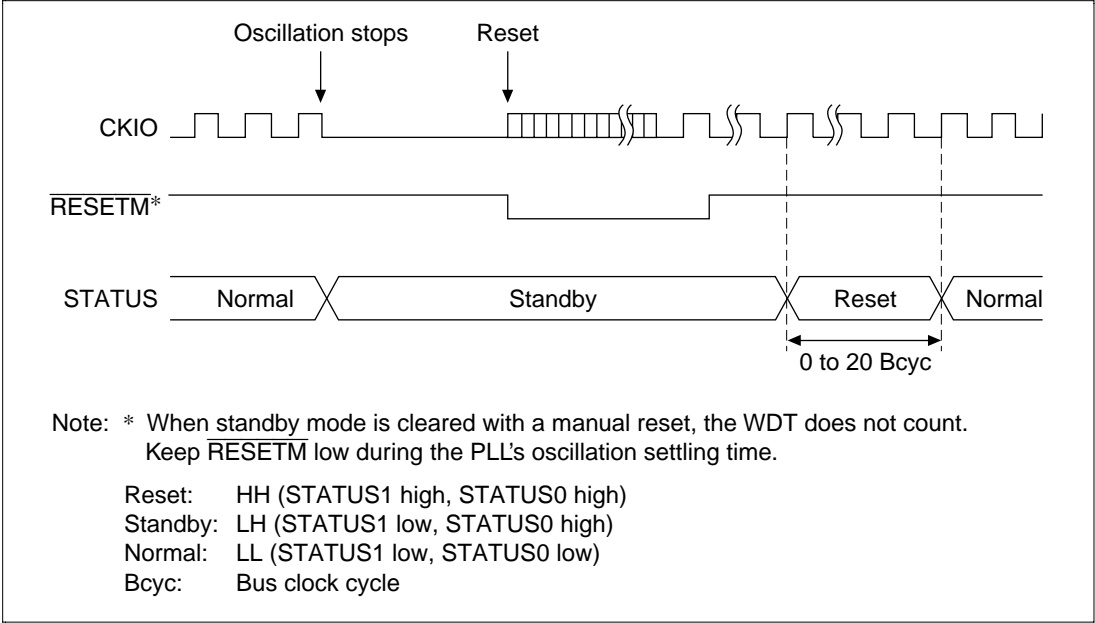 Oscillation stops Reset
CKIO
RESETM*
STATUS Normal Standby Reset Normal
0 to 20 Bcyc
Note: * When standby mode is cleared with a manual reset, the WDT does not count.
Keep RESETM low during the PLL's oscillation settling time.
Reset: HH (STATUS1 high, STATUS0 high)
Standby: LH (STATUS1 low, STATUS0 high)
Normal: LL (STATUS1 low, STATUS0 low)
Bcyc: Bus clock cycle